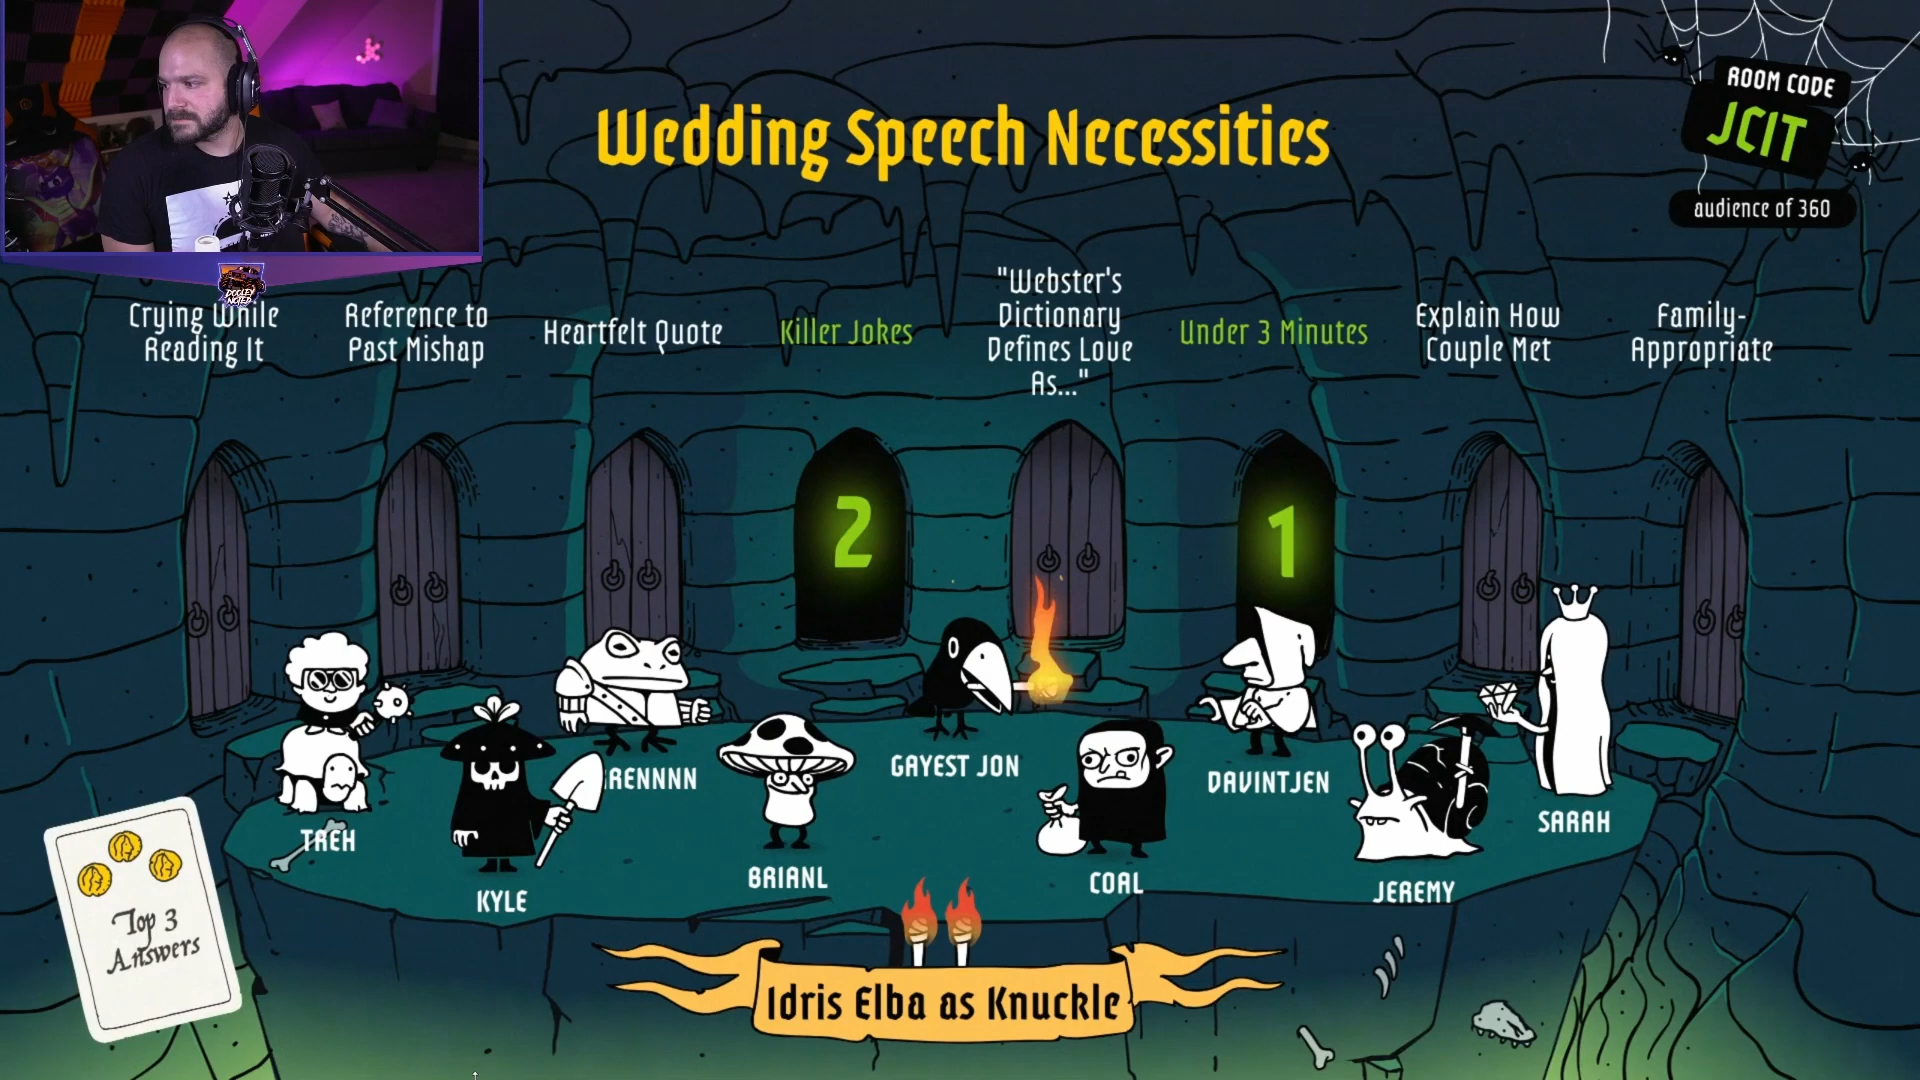 Wedding Speech Necessities
ROOM CODE
JCIT
audience of 360
Crying While
Reading It
Reference to
Past Mishap
Heartfelt Quote
Killer Jokes
"Webster's
Dictionary
Defines Love
As..."
Under 3 Minutes
Explain How
Couple Met
Family-
Appropriate
DOOLEY
NOTED
2
1
TREH
KYLE
RENNNN
BRIANL
GAYEST JON
COAL
DAVINTJEN
JEREMY
SARAH
Top 3
Answers
Idris Elba as Knuckle